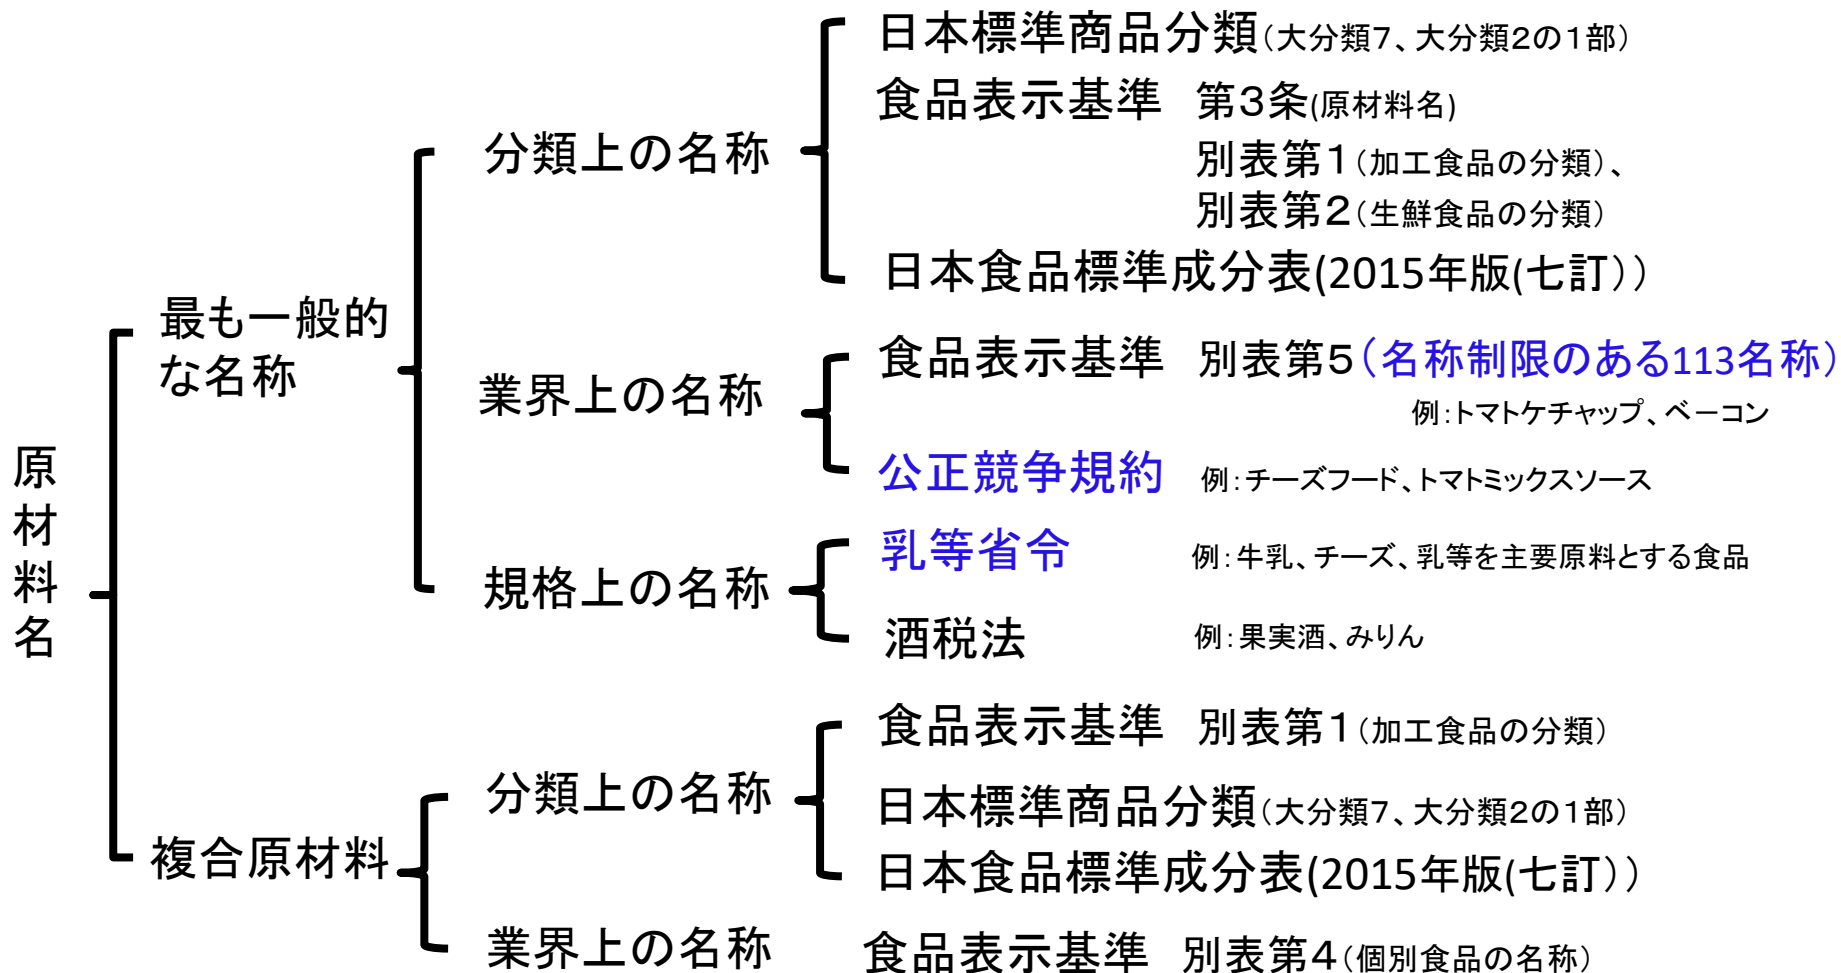 原材料名
最も一般的
な名称
分類上の名称
日本標準商品分類（大分類7、大分類2の1部）
食品表示基準　第3条(原材料名)
別表第1（加工食品の分類）、
別表第2（生鮮食品の分類）
日本食品標準成分表(2015年版(七訂））
業界上の名称
食品表示基準　別表第5（名称制限のある113名称）
例：トマトケチャップ、ベーコン
公正競争規約　例：チーズフード、トマトミックスソース
規格上の名称
乳等省令　例：牛乳、チーズ、乳等を主要原料とする食品
酒税法　例：果実酒、みりん
複合原材料
分類上の名称
食品表示基準　別表第1（加工食品の分類）
日本標準商品分類（大分類7、大分類2の1部）
日本食品標準成分表(2015年版(七訂））
業界上の名称
食品表示基準　別表第4（個別食品の名称）